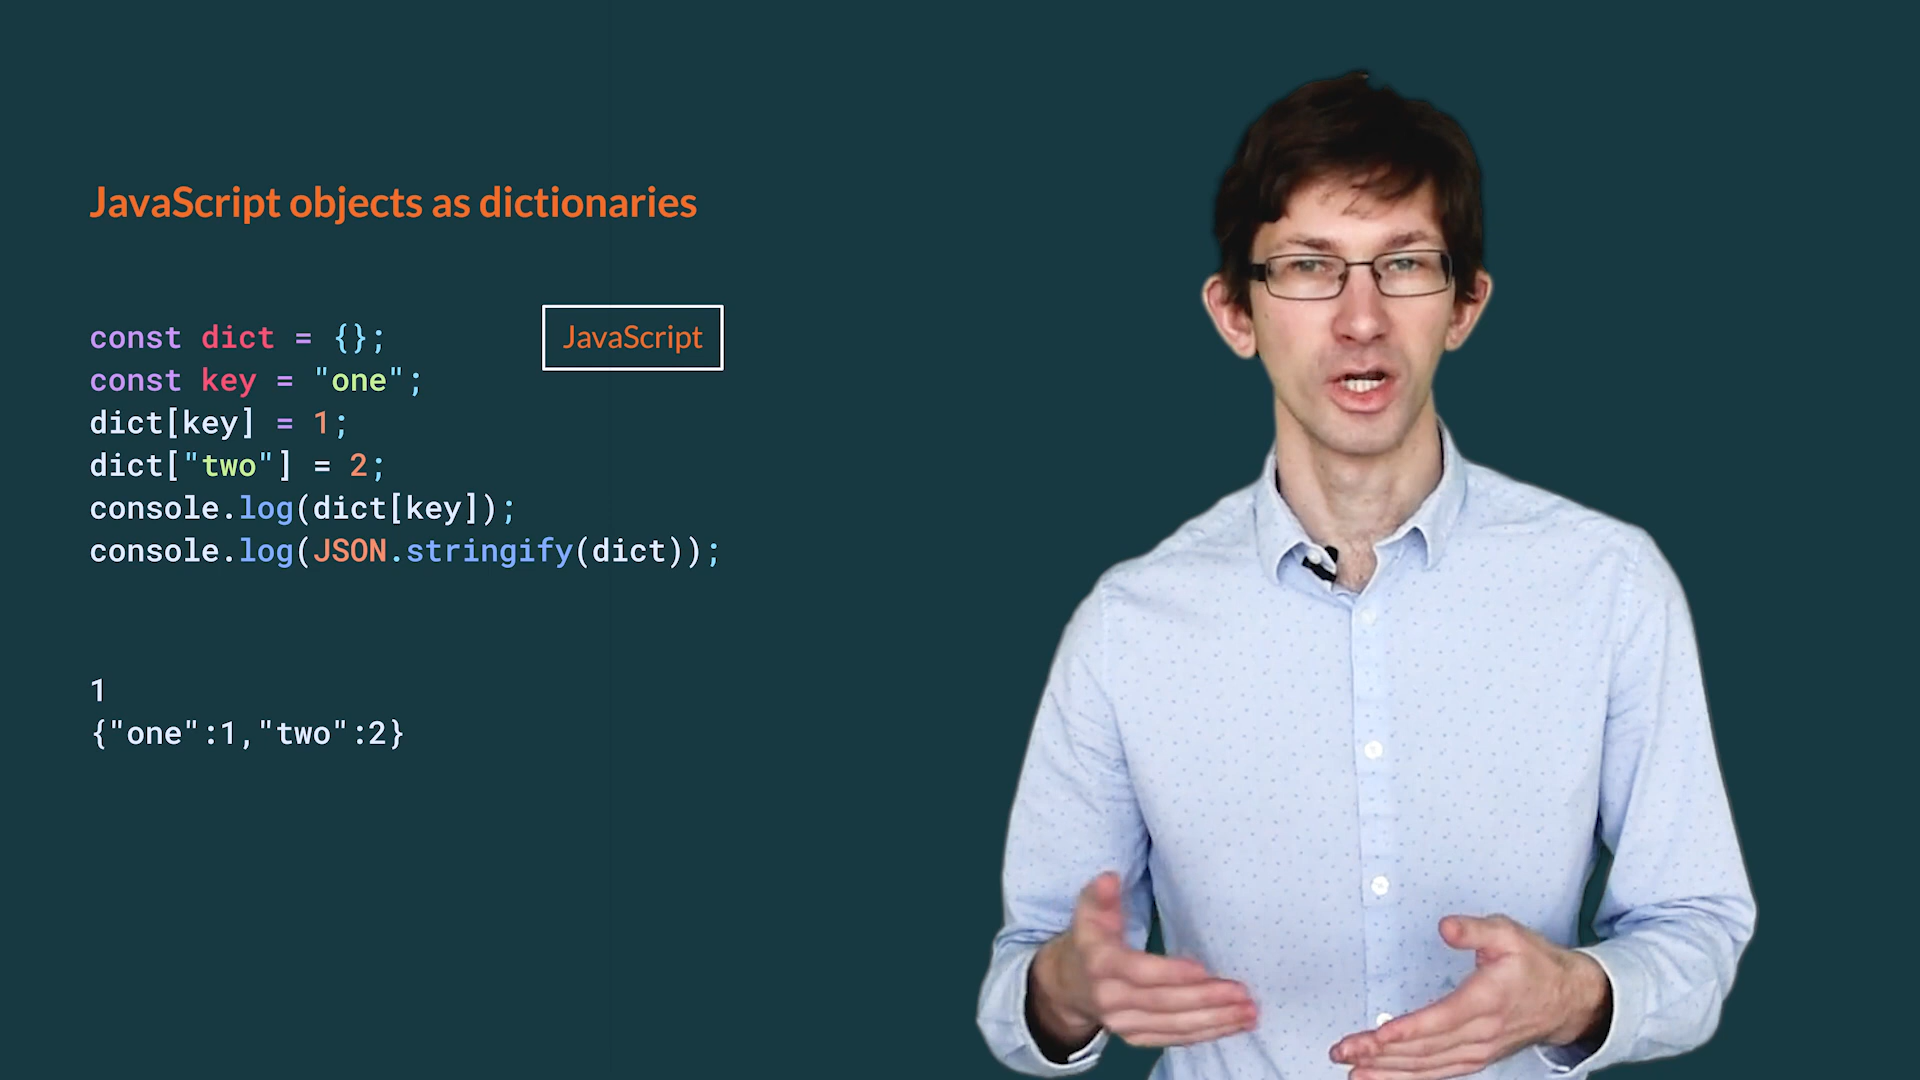 JavaScript objects as dictionaries
JavaScript
const dict = {};
const key = "one";
dict[key] = 1;
dict["two"] = 2;
console.log(dict[key]);
console.log(JSON.stringify(dict));
1
{"one":1,"two":2}